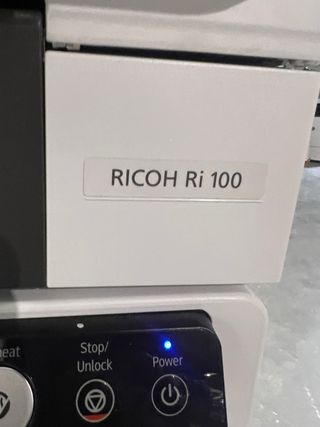 RICOH Ri 100
eat
Stop/
Unlock
Power